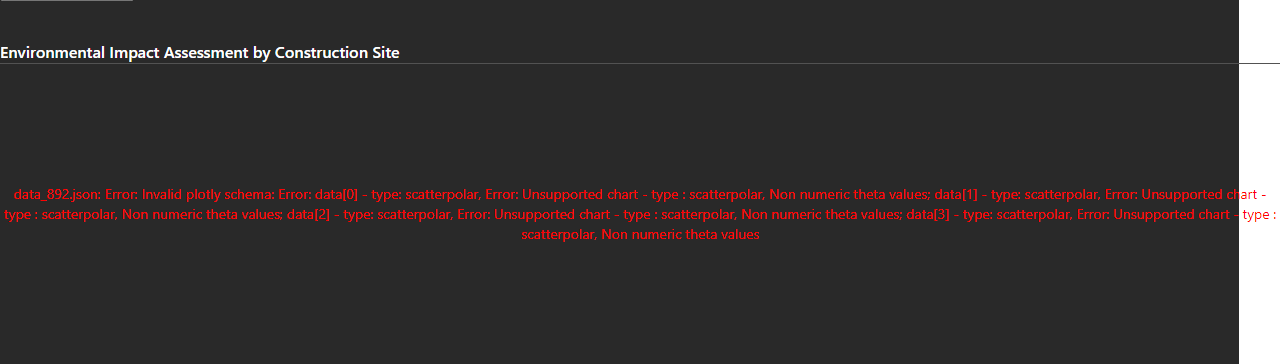 Environmental Impact Assessment by Construction Site
data_892.json: Error: Invalid plotly schema: Error: data[0] - type: scatterpolar, Error: Unsupported chart - type : scatterpolar, Non numeric theta values; data[1] - type: scatterpolar, Error: Unsupported chart -
type : scatterpolar, Non numeric theta values; data[2] - type: scatterpolar, Error: Unsupported chart - type : scatterpolar, Non numeric theta values; data[3] - type: scatterpolar, Error: Unsupported chart - type :
scatterpolar, Non numeric theta values